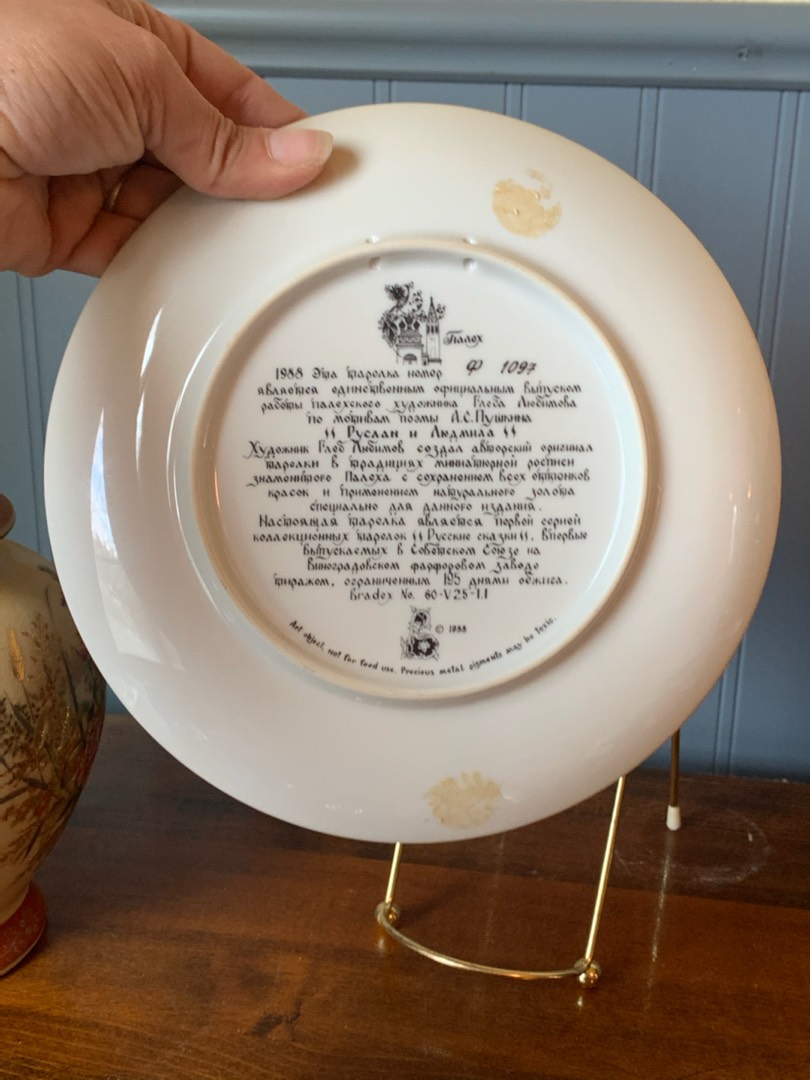 Палех
1988 Эта тарелка номер Ф 1097
является единственным официальным выпуском
работы палехского художника Глеба Любимова
по мотивам поэмы А.С.Пушкина
" Руслан и Людмила "
Художник Глеб Любимов создал авторский оригинал
тарелки в традициях миниатюрной росписи
знаменитого Палеха с сохранением всех оттенков
красок и применением натурального золота
специально для данного издания.
Настоящая тарелка является первой серией
коллекционных тарелок " Русские сказки ", впервые
выпускаемых в Советском Союзе на
Виноградовском фарфоровом заводе
тиражом, ограниченным 195 днями обжига.
Bradex No. 60-V25-1.1
© 1988
Art object, not for food use. Precious metal pigments may be toxic.